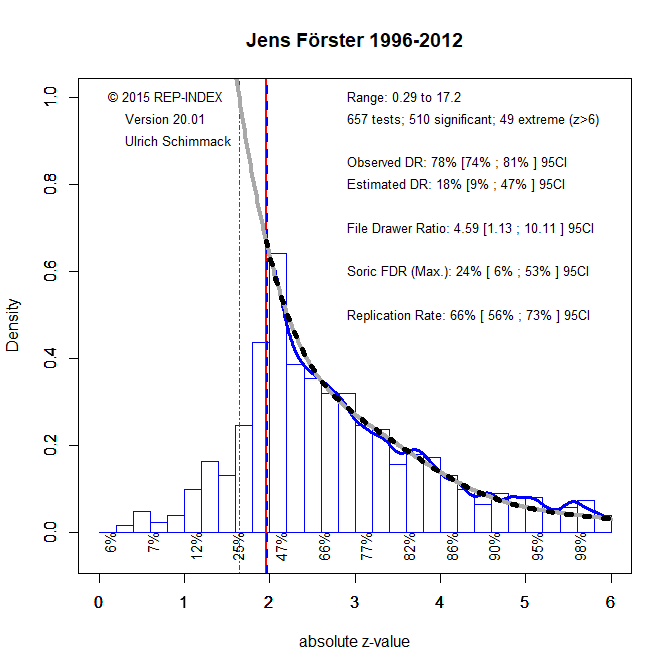 Jens Förster 1996-2012
© 2015 REP-INDEX
Version 20.01
Ulrich Schimmack
Range: 0.29 to 17.2
657 tests; 510 significant; 49 extreme (z>6)
Observed DR: 78% [74% ; 81% ] 95CI
Estimated DR: 18% [9% ; 47% ] 95CI
File Drawer Ratio: 4.59 [1.13 ; 10.11 ] 95CI
Soric FDR (Max.): 24% [ 6% ; 53% ] 95CI
Replication Rate: 66% [ 56% ; 73% ] 95CI
Density
1.0
0.8
0.6
0.4
0.2
0.0
6% 7% 12% 25% 47% 66% 77% 82% 86% 90% 95% 98%
0 1 2 3 4 5 6
absolute z-value